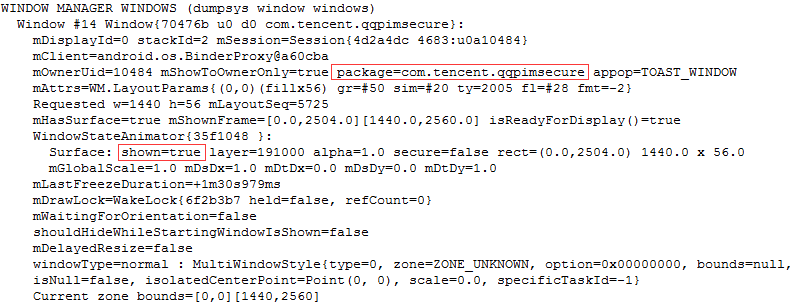 WINDOW MANAGER WINDOWS (dumpsys window windows)
Window #14 Window{70476b u0 d0 com.tencent.qqpimsecure}:
mDisplayId=0 stackId=2 mSession=Session{4d2a4dc 4683:u0a10484}
mClient=android.os.BinderProxy@a60cba
mOwnerUid=10484 mShowToOwnerOnly=true package=com.tencent.qqpimsecure appop=TOAST_WINDOW
mAttrs=WM.LayoutParams{(0,0)(fillx56) gr=#50 sim=#20 ty=2005 fl=#28 fmt=-2}
Requested w=1440 h=56 mLayoutSeq=5725
mHasSurface=true mShownFrame=[0.0,2504.0][1440.0,2560.0] isReadyForDisplay()=true
WindowStateAnimator{35f1048 }:
Surface: shown=true layer=191000 alpha=1.0 secure=false rect=(0.0,2504.0) 1440.0 x 56.0
mGlobalScale=1.0 mDsDx=1.0 mDtDx=0.0 mDsDy=0.0 mDtDy=1.0
mLastFreezeDuration=+1m30s979ms
mDrawLock=WakeLock{6f2b3b7 held=false, refCount=0}
mWaitingForOrientation=false
shouldHideWhileStartingWindowIsShown=false
mDelayedResize=false
windowType=normal : MultiWindowStyle{type=0, zone=ZONE_UNKNOWN, option=0x00000000, bounds=null,
isNull=false, isolatedCenterPoint=Point(0, 0), scale=0.0, specificTaskId=-1}
Current zone bounds=[0,0][1440,2560]